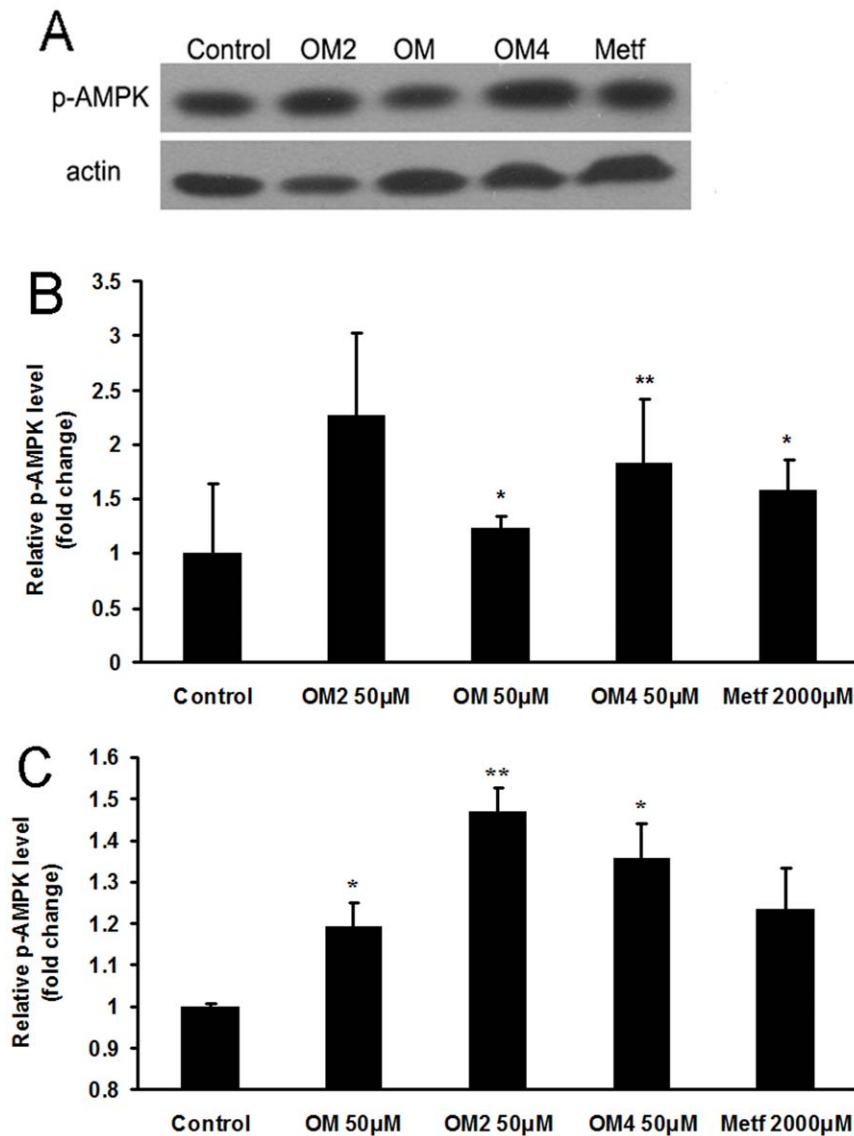 A
Control OM2 OM OM4 Metf
p-AMPK
actin
B
Relative p-AMPK level
(fold change)
3.5
3
2.5
2
1.5
1
0.5
0
**
*
*
Control OM2 50µM OM 50µM OM4 50µM Metf 2000µM
C
Relative p-AMPK level
(fold change)
1.6
1.5
1.4
1.3
1.2
1.1
1
0.9
0.8
**
*
*
Control OM 50µM OM2 50µM OM4 50µM Metf 2000µM